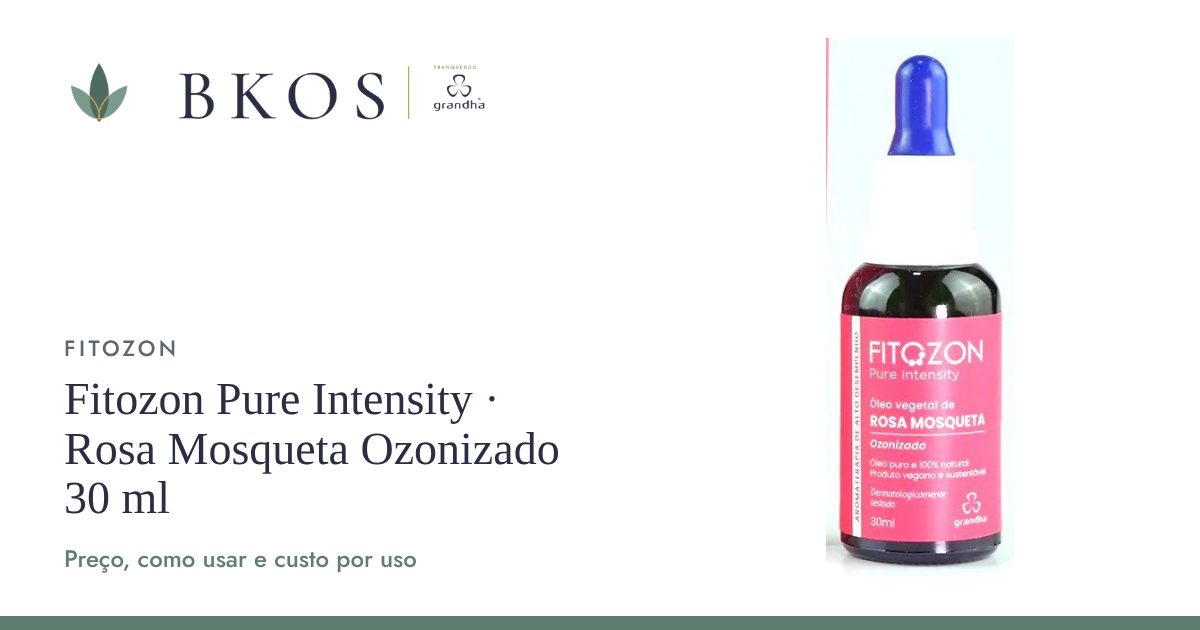 BKOS
FRANQUEADO
grandha
FITOZON
Fitozon Pure Intensity ·
Rosa Mosqueta Ozonizado
30 ml
Preço, como usar e custo por uso
AROMATERAPIA DE ALTO DESEMPENHO
FITOZON
Pure Intensity
Óleo vegetal de
ROSA MOSQUETA
Ozonizado
Óleo puro e 100% natural
Produto vegano e sustentável
Dermatologicamente
testado
30ml
grandha